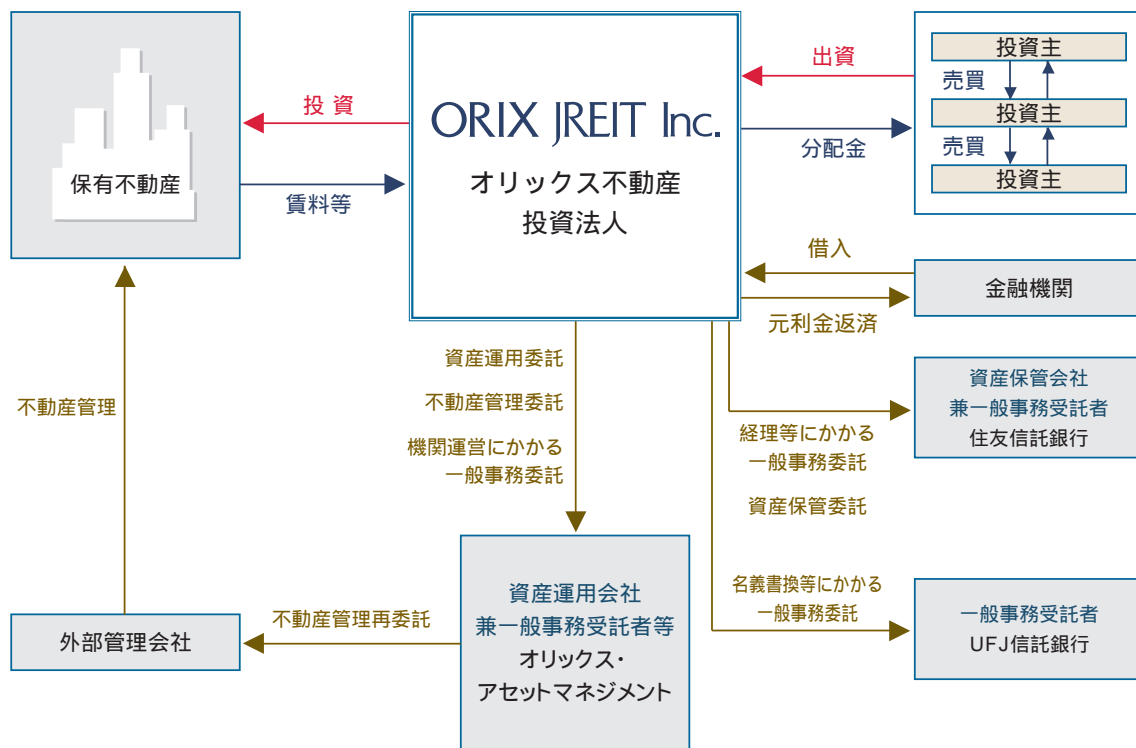 保有不動産
投 資
賃料等
ORIX JREIT Inc.
オリックス不動産
投資法人
出資
分配金
投資主
売買
投資主
売買
投資主
借入
元利金返済
金融機関
資産運用委託
不動産管理委託
機関運営にかかる
一般事務委託
経理等にかかる
一般事務委託
資産保管委託
資産保管会社
兼一般事務受託者
住友信託銀行
名義書換等にかかる
一般事務委託
一般事務受託者
UFJ信託銀行
資産運用会社
兼一般事務受託者等
オリックス・
アセットマネジメント
不動産管理再委託
外部管理会社
不動産管理